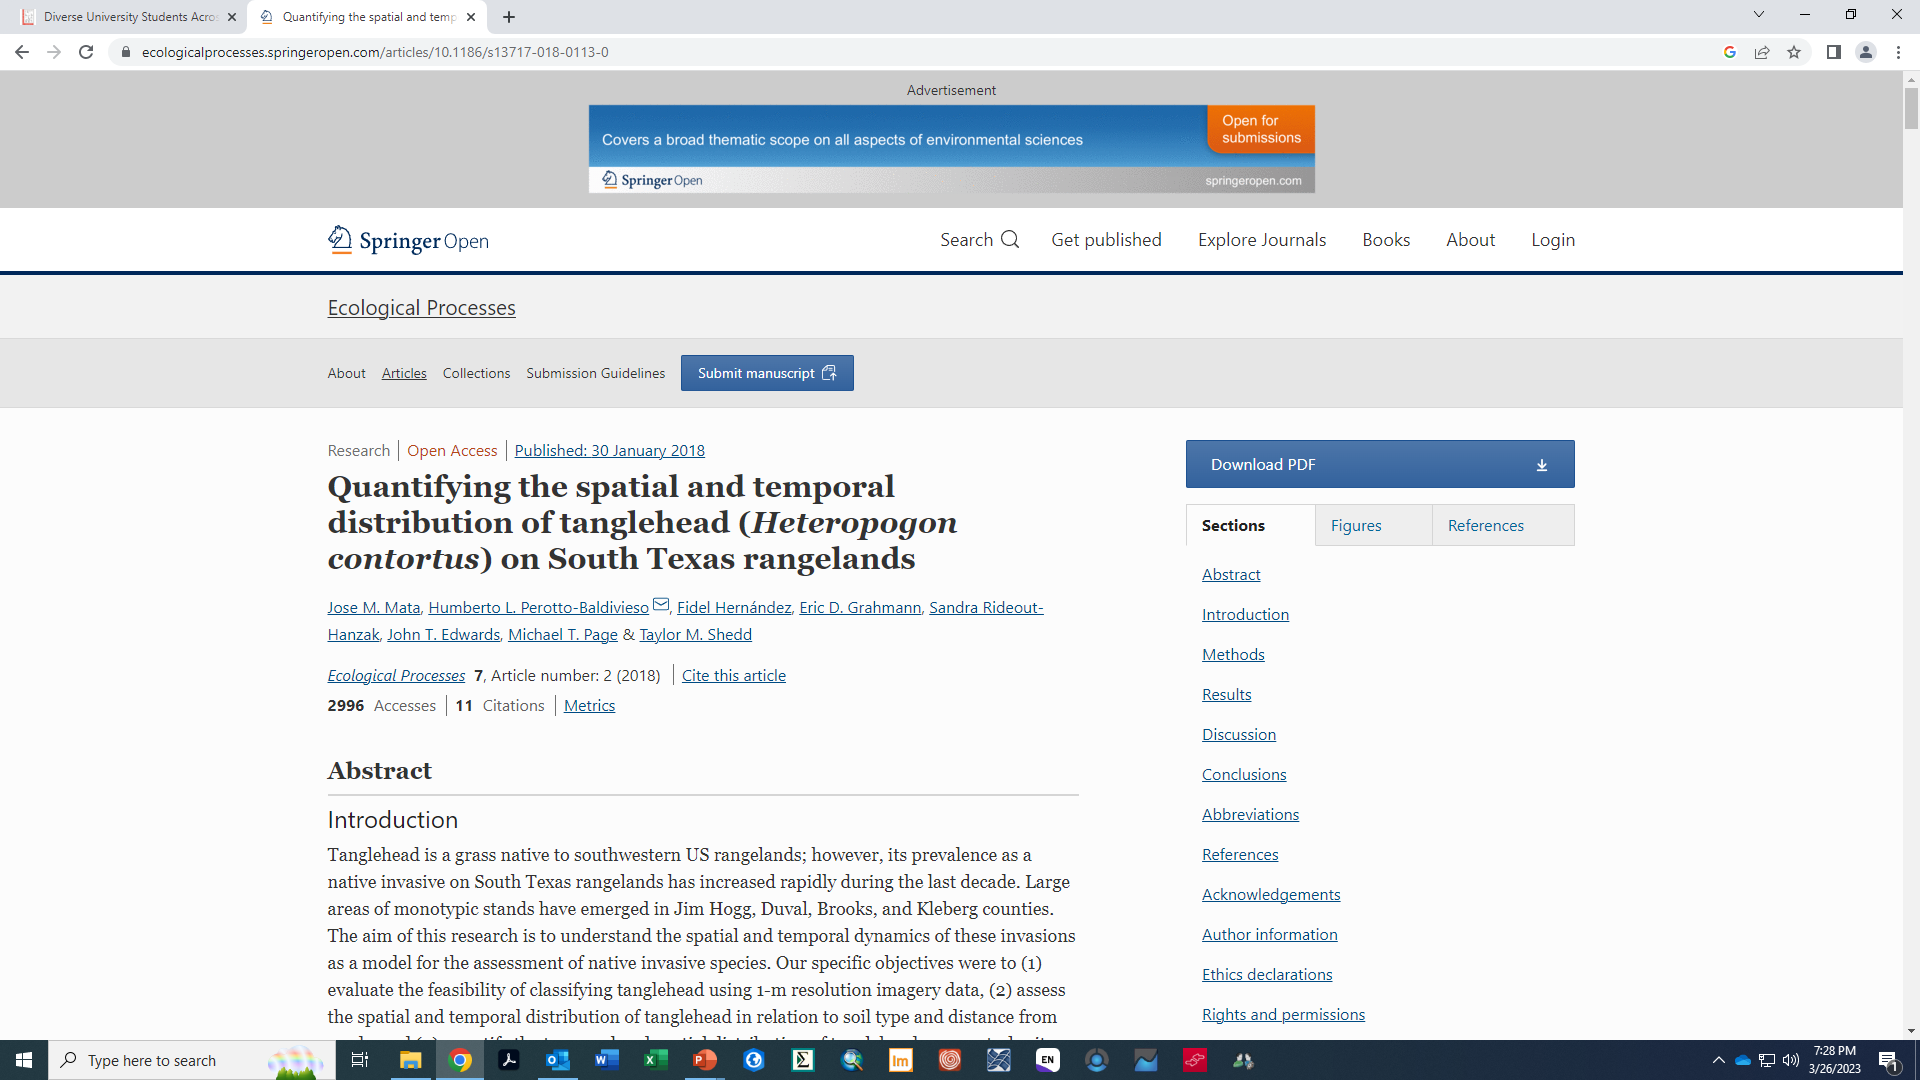 Diverse University Students Acros
Quantifying the spatial and temp
ecologicalprocesses.springeropen.com/articles/10.1186/s13717-018-0113-0
Advertisement
Covers a broad thematic scope on all aspects of environmental sciences
Open for
submissions
Springer Open
springeropen.com
Springer Open
Search
Get published
Explore Journals
Books
About
Login
Ecological Processes
About
Articles
Collections
Submission Guidelines
Submit manuscript
Research
Open Access
Published: 30 January 2018
Quantifying the spatial and temporal
distribution of tanglehead (Heteropogon
contortus) on South Texas rangelands
Jose M. Mata, Humberto L. Perotto-Baldivieso, Fidel Hernández, Eric D. Grahmann, Sandra Rideout-
Hanzak, John T. Edwards, Michael T. Page & Taylor M. Shedd
Ecological Processes 7, Article number: 2 (2018)
Cite this article
2996 Accesses
11 Citations
Metrics
Abstract
Introduction
Tanglehead is a grass native to southwestern US rangelands; however, its prevalence as a
native invasive on South Texas rangelands has increased rapidly during the last decade. Large
areas of monotypic stands have emerged in Jim Hogg, Duval, Brooks, and Kleberg counties.
The aim of this research is to understand the spatial and temporal dynamics of these invasions
as a model for the assessment of native invasive species. Our specific objectives were to (1)
evaluate the feasibility of classifying tanglehead using 1-m resolution imagery data, (2) assess
the spatial and temporal distribution of tanglehead in relation to soil type and distance from
Download PDF
Sections
Figures
References
Abstract
Introduction
Methods
Results
Discussion
Conclusions
Abbreviations
References
Acknowledgements
Author information
Ethics declarations
Rights and permissions
Type here to search
Im
EN
7:28 PM
3/26/2023
1